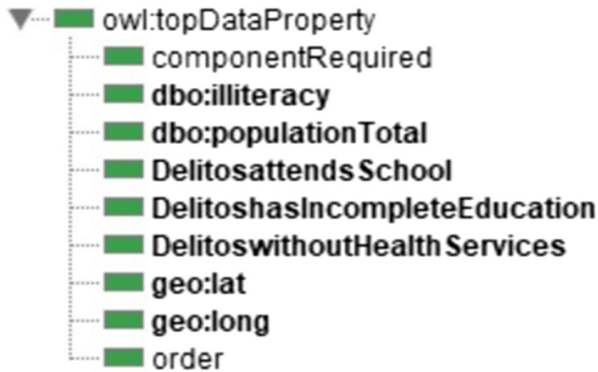 owl:topDataProperty
componentRequired
dbo:illiteracy
dbo:populationTotal
DelitosattendsSchool
DelitoshasIncompleteEducation
DelitoswithoutHealthServices
geo:lat
geo:long
order